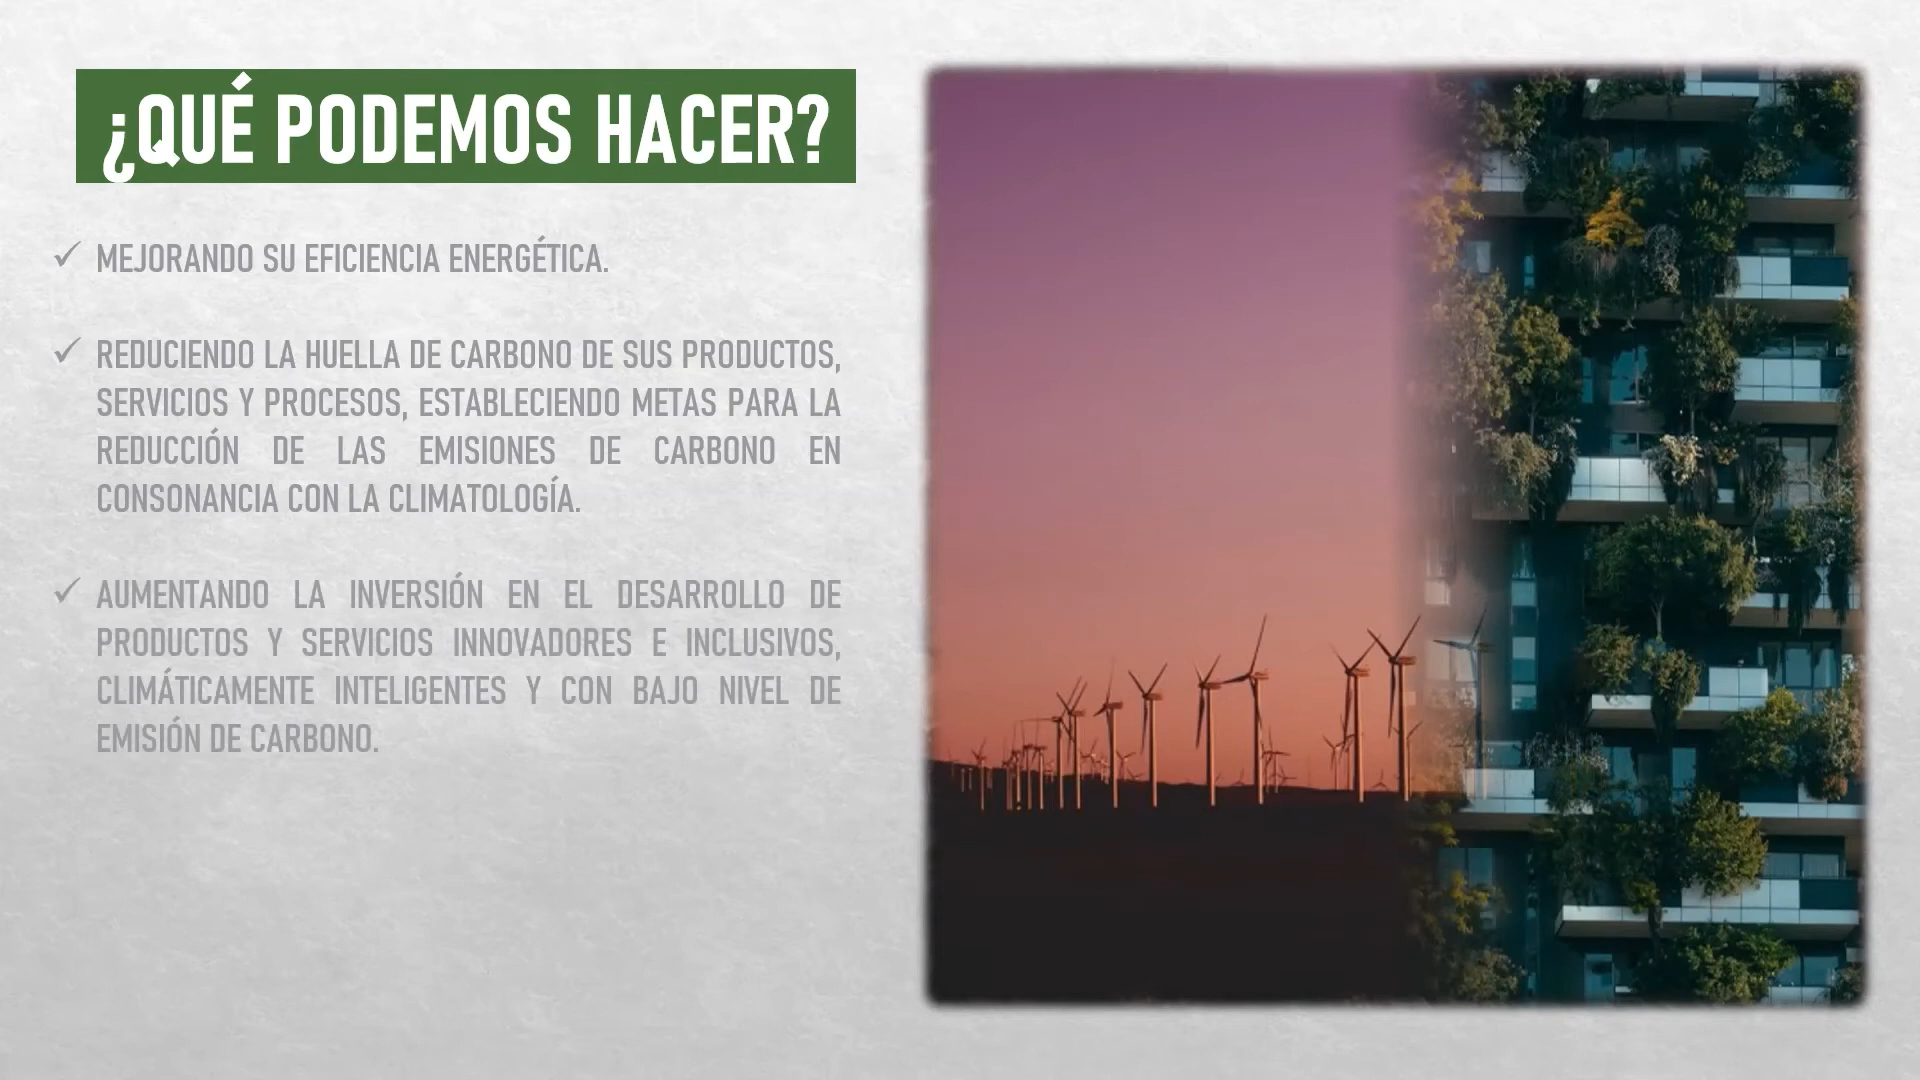 ¿QUÉ PODEMOS HACER?
✓ MEJORANDO SU EFICIENCIA ENERGÉTICA.
✓ REDUCIENDO LA HUELLA DE CARBONO DE SUS PRODUCTOS,
SERVICIOS Y PROCESOS, ESTABLECIENDO METAS PARA LA
REDUCCIÓN DE LAS EMISIONES DE CARBONO EN
CONSONANCIA CON LA CLIMATOLOGÍA.
✓ AUMENTANDO LA INVERSIÓN EN EL DESARROLLO DE
PRODUCTOS Y SERVICIOS INNOVADORES E INCLUSIVOS,
CLIMÁTICAMENTE INTELIGENTES Y CON BAJO NIVEL DE
EMISIÓN DE CARBONO.